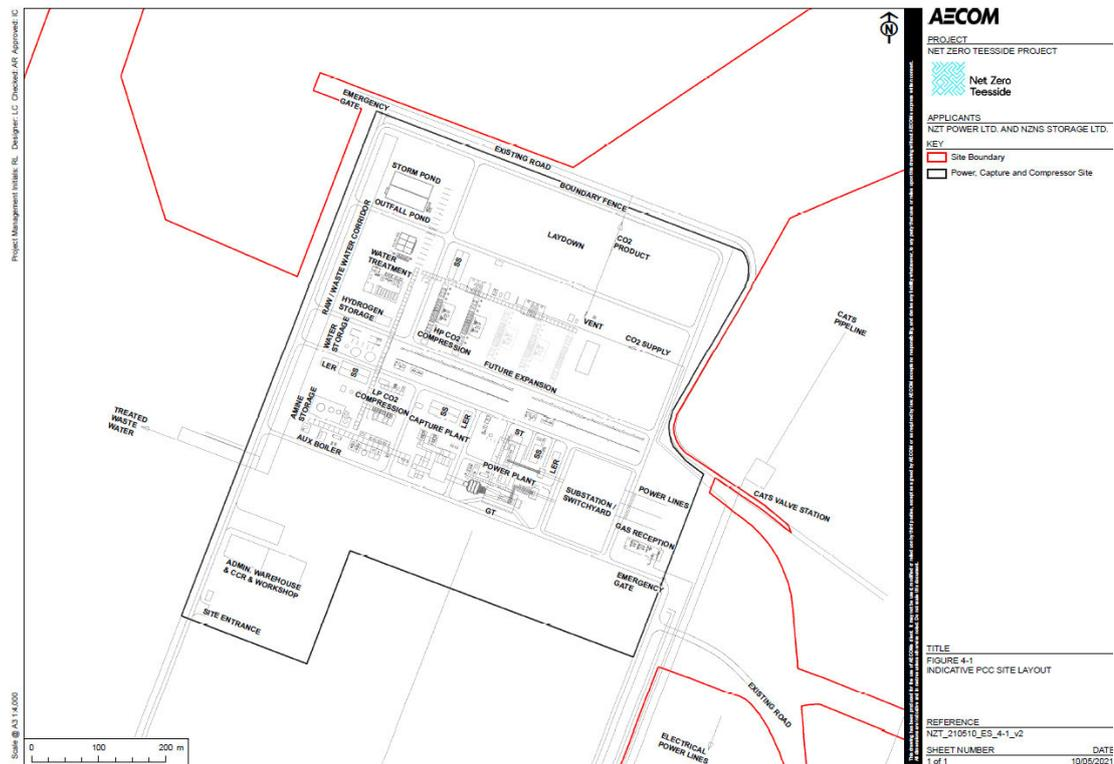 Project Management Initials: RL Designer: LC Checked: AR Approved: IC
Scale @ A3 1:4,000
N
EMERGENCY
GATE
EXISTING ROAD
BOUNDARY FENCE
STORM POND
OUTFALL POND
LAYDOWN
CO2
PRODUCT
RAW / WASTE WATER CORRIDOR
WATER
TREATMENT
SS
HYDROGEN
STORAGE
HP CO2
COMPRESSION
VENT
CO2 SUPPLY
CATS
PIPELINE
WATER
STORAGE
FUTURE EXPANSION
LER
SS
LP CO2
COMPRESSION
AMINE
STORAGE
SS
LER
CAPTURE PLANT
ST
SS
LER
TREATED
WASTE
WATER
AUX BOILER
POWER PLANT
GT
SUBSTATION /
SWITCHYARD
POWER LINES
CATS VALVE STATION
GAS RECEPTION
EMERGENCY
GATE
ADMIN, WAREHOUSE
& CCR & WORKSHOP
SITE ENTRANCE
EXISTING ROAD
ELECTRICAL
POWER LINES
0 100 200 m
AECOM
PROJECT
NET ZERO TEESSIDE PROJECT
Net Zero
Teesside
APPLICANTS
NZT POWER LTD. AND NZNS STORAGE LTD.
KEY
Site Boundary
Power, Capture and Compressor Site
TITLE
FIGURE 4-1
INDICATIVE PCC SITE LAYOUT
REFERENCE
NZT_210510_ES_4-1_v2
SHEET NUMBER DATE
1 of 1 10/05/2021